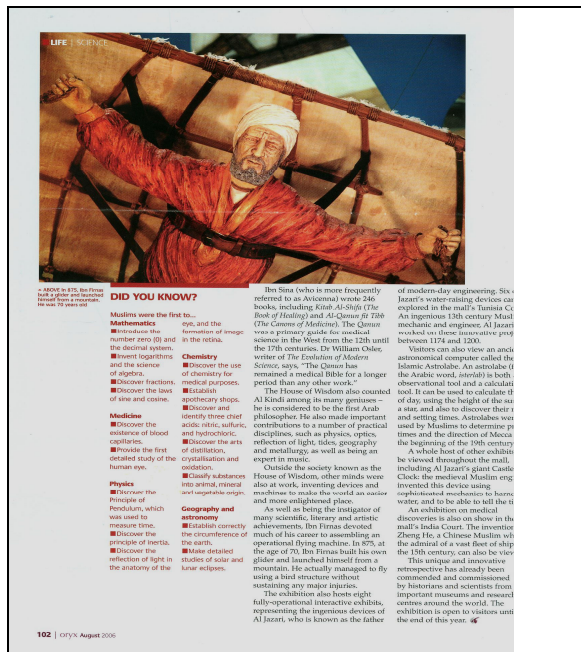 LIFE | SCIENCE
ABOVE In 875, Ibn Firnas
built a glider and launched
himself from a mountain.
He was 70 years old
DID YOU KNOW?
Muslims were the first to...
Mathematics
Introduce the
number zero (0) and
the decimal system.
Invent logarithms
and the science
of algebra.
Discover fractions.
Discover the laws
of sine and cosine.
Medicine
Discover the
existence of blood
capillaries.
Provide the first
detailed study of the
human eye.
Physics
Discover the
Principle of
Pendulum, which
was used to
measure time.
Discover the
principle of inertia.
Discover the
reflection of light in
the anatomy of the
eye, and the
formation of image
in the retina.
Chemistry
Discover the use
of chemistry for
medical purposes.
Establish
apothecary shops.
Discover and
identify three chief
acids: nitric, sulfuric,
and hydrochloric.
Discover the arts
of distillation,
crystallisation and
oxidation.
Classify substances
into animal, mineral
and vegetable origin.
Geography and
astronomy
Establish correctly
the circumference of
the earth.
Make detailed
studies of solar and
lunar eclipses.
Ibn Sina (who is more frequently
referred to as Avicenna) wrote 246
books, including Kitab Al-Shifa (The
Book of Healing) and Al-Qanun fit Tibb
(The Canons of Medicine). The Qanun
was a primary guide for medical
science in the West from the 12th until
the 17th centuries. Dr William Osler,
writer of The Evolution of Modern
Science, says, "The Qanun has
remained a medical Bible for a longer
period than any other work."
The House of Wisdom also counted
Al Kindi among its many geniuses –
he is considered to be the first Arab
philosopher. He also made important
contributions to a number of practical
disciplines, such as physics, optics,
reflection of light, tides, geography
and metallurgy, as well as being an
expert in music.
Outside the society known as the
House of Wisdom, other minds were
also at work, inventing devices and
machines to make the world an easier
and more enlightened place.
As well as being the instigator of
many scientific, literary and artistic
achievements, Ibn Firnas devoted
much of his career to assembling an
operational flying machine. In 875, at
the age of 70, Ibn Firnas built his own
glider and launched himself from a
mountain. He actually managed to fly
using a bird structure without
sustaining any major injuries.
The exhibition also hosts eight
fully-operational interactive exhibits,
representing the ingenious devices of
Al Jazari, who is known as the father
of modern-day engineering. Six
Jazari's water-raising devices
explored in the mall's Tunisia
An ingenious 13th century
mechanic and engineer, Al Jazari
worked on these innovative
between 1174 and 1200.
Visitors can also view an
astronomical computer called the
Islamic Astrolabe. An astrolabe
the Arabic word, isterlab) is both
observational tool and a
tool. It can be used to calculate
of day, using the height of the
a star, and also to discover their
and setting times. Astrolabes
used by Muslims to determine
times and the direction of Mecca
the beginning of the 19th century
A whole host of other
be viewed throughout the mall,
including Al Jazari's giant Castle
Clock: the medieval Muslim
invented this device using
sophisticated mechanics to
water, and to be able to tell the
An exhibition on medical
discoveries is also on show in the
mall's India Court. The
Zheng He, a Chinese Muslim
the admiral of a vast fleet of
the 15th century, can also be
This unique and innovative
retrospective has already been
commended and commissioned
by historians and scientists from
important museums and
centres around the world. The
exhibition is open to visitors
the end of this year.
102 | oryx August 2006